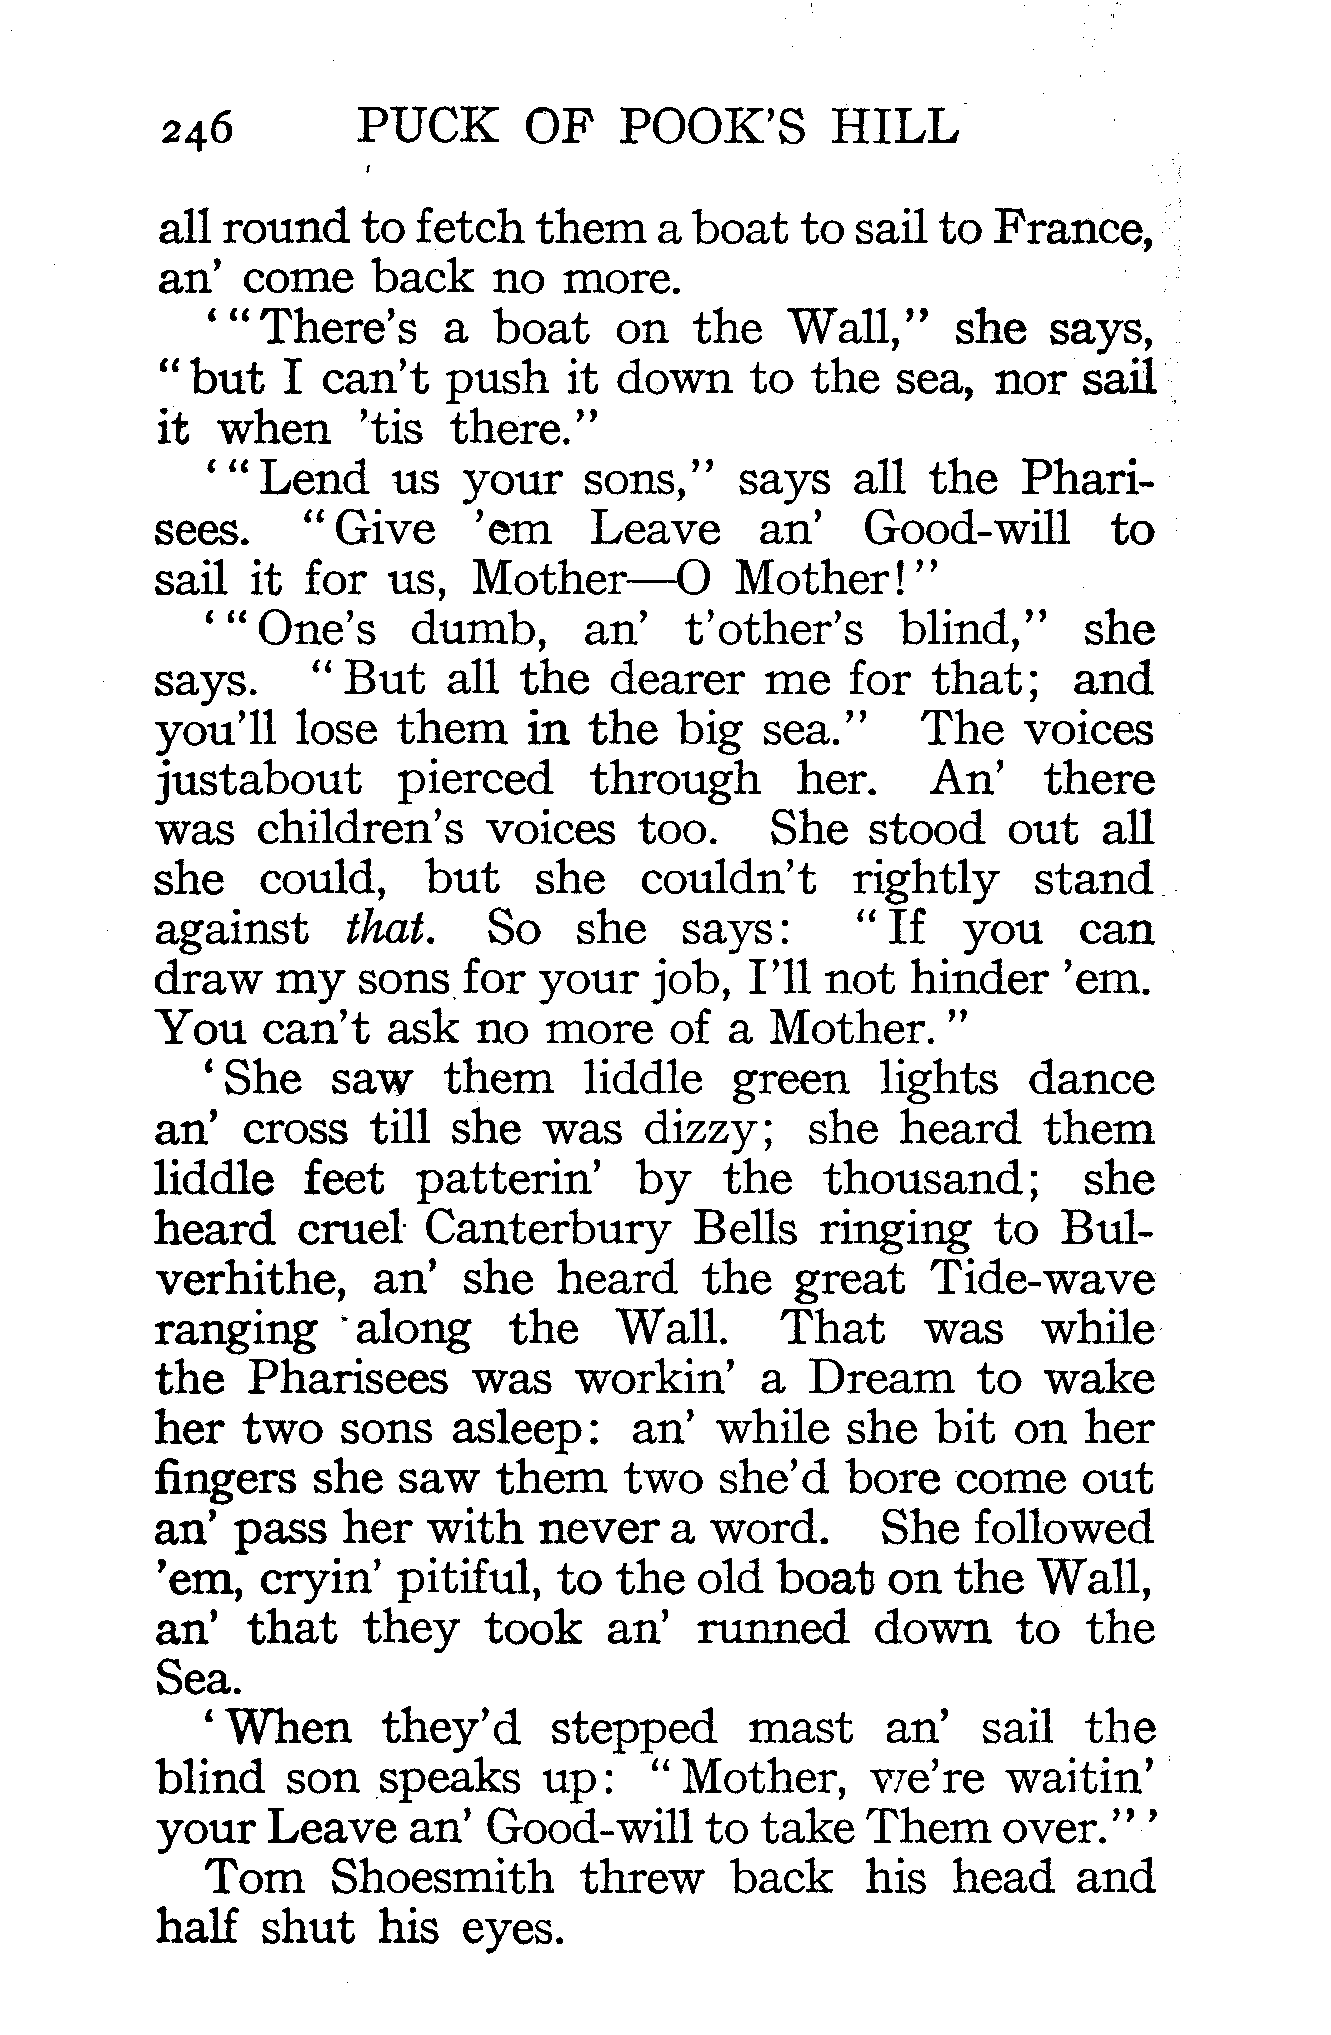 246 PUCK OF POOK'S HILL
all round to fetch them a boat to sail to France,
an' come back no more.
‘“There's a boat on the Wall,” she says,
“but I can't push it down to the sea, nor sail
it when 'tis there.”
‘“Lend us your sons,” says all the Phari-
sees. “Give 'em Leave an' Good-will to
sail it for us, Mother—O Mother!”
‘“One's dumb, an' t'other's blind,” she
says. “But all the dearer me for that; and
you'll lose them in the big sea.” The voices
justabout pierced through her. An' there
was children's voices too. She stood out all
she could, but she couldn't rightly stand
against that. So she says: “If you can
draw my sons for your job, I'll not hinder 'em.
You can't ask no more of a Mother.”
‘She saw them liddle green lights dance
an' cross till she was dizzy; she heard them
liddle feet patterin' by the thousand; she
heard cruel Canterbury Bells ringing to Bul-
verhithe, an' she heard the great Tide-wave
ranging along the Wall. That was while
the Pharisees was workin' a Dream to wake
her two sons asleep: an' while she bit on her
fingers she saw them two she'd bore come out
an' pass her with never a word. She followed
'em, cryin' pitiful, to the old boat on the Wall,
an' that they took an' runned down to the
Sea.
‘When they'd stepped mast an' sail the
blind son speaks up: “Mother, we're waitin'
your Leave an' Good-will to take Them over.”’
Tom Shoesmith threw back his head and
half shut his eyes.